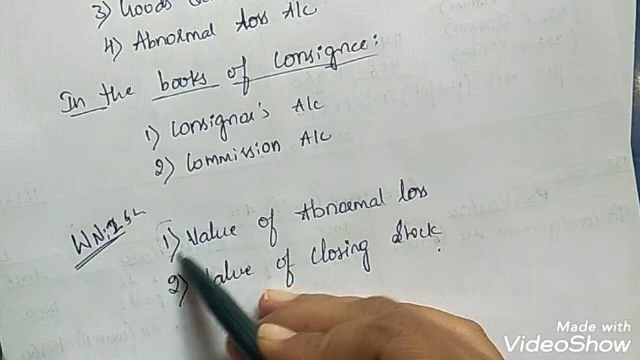 3) Goods
4) Abnormal loss A/c
In the books of Consignee:
1) Consignor's A/c
2) Commission A/c
1) Value of Abnormal loss
2) Value of Closing Stock
Made with
VideoShow